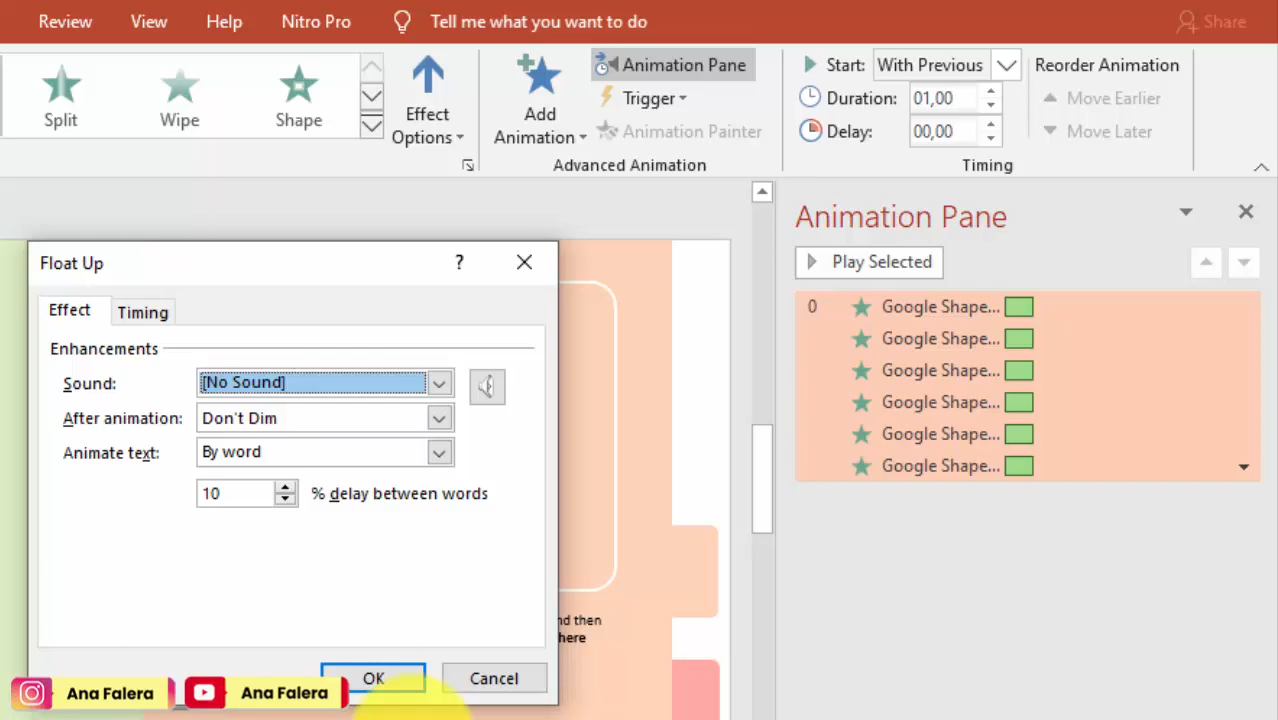 Review View Help Nitro Pro Tell me what you want to do Share
Split Wipe Shape
Effect
Options
Add
Animation
Animation Pane
Trigger
Animation Painter
Advanced Animation
Start: With Previous
Duration: 01,00
Delay: 00,00
Timing
Reorder Animation
Move Earlier
Move Later
Float Up ?
Effect Timing
Enhancements
Sound: [No Sound]
After animation: Don't Dim
Animate text: By word
10 % delay between words
OK Cancel
nd then
here
Ana Falera Ana Falera
Animation Pane
Play Selected
0 Google Shape...
Google Shape...
Google Shape...
Google Shape...
Google Shape...
Google Shape...